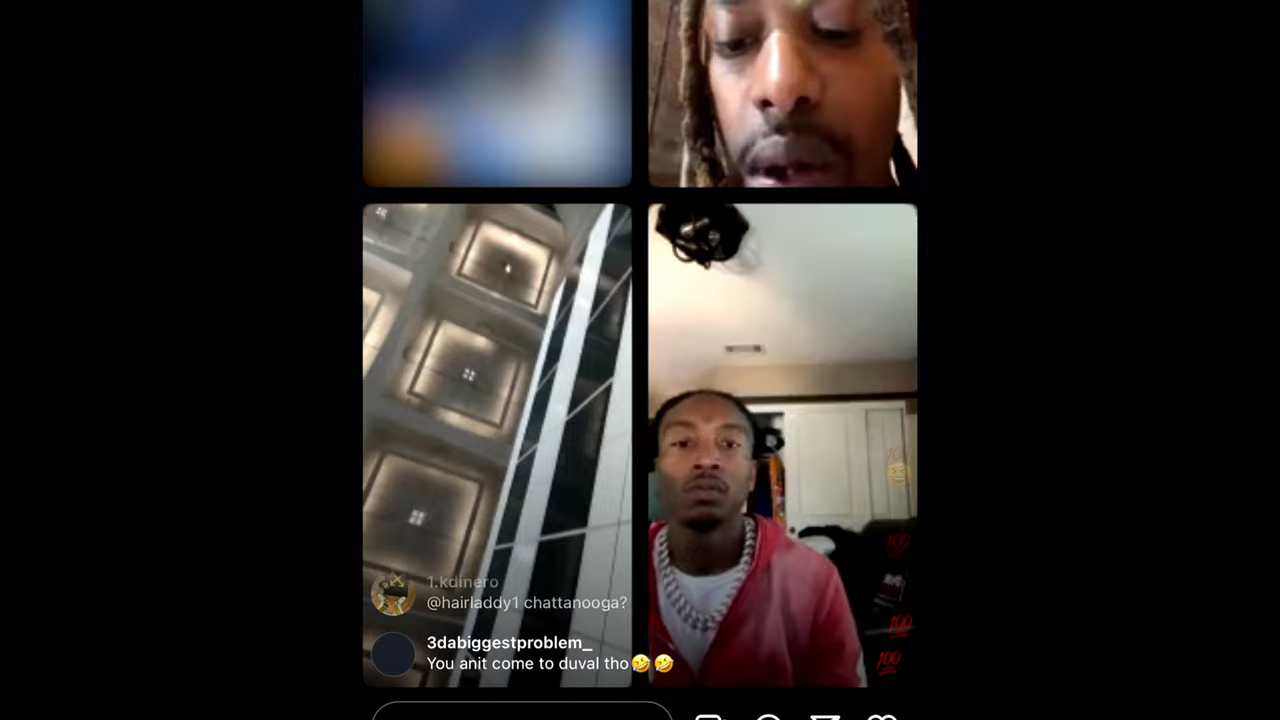 1.kdinero
@hairladdy1 chattanooga?
3dabiggestproblem_
You anit come to duval tho🤣🤣
💯
💯
💯